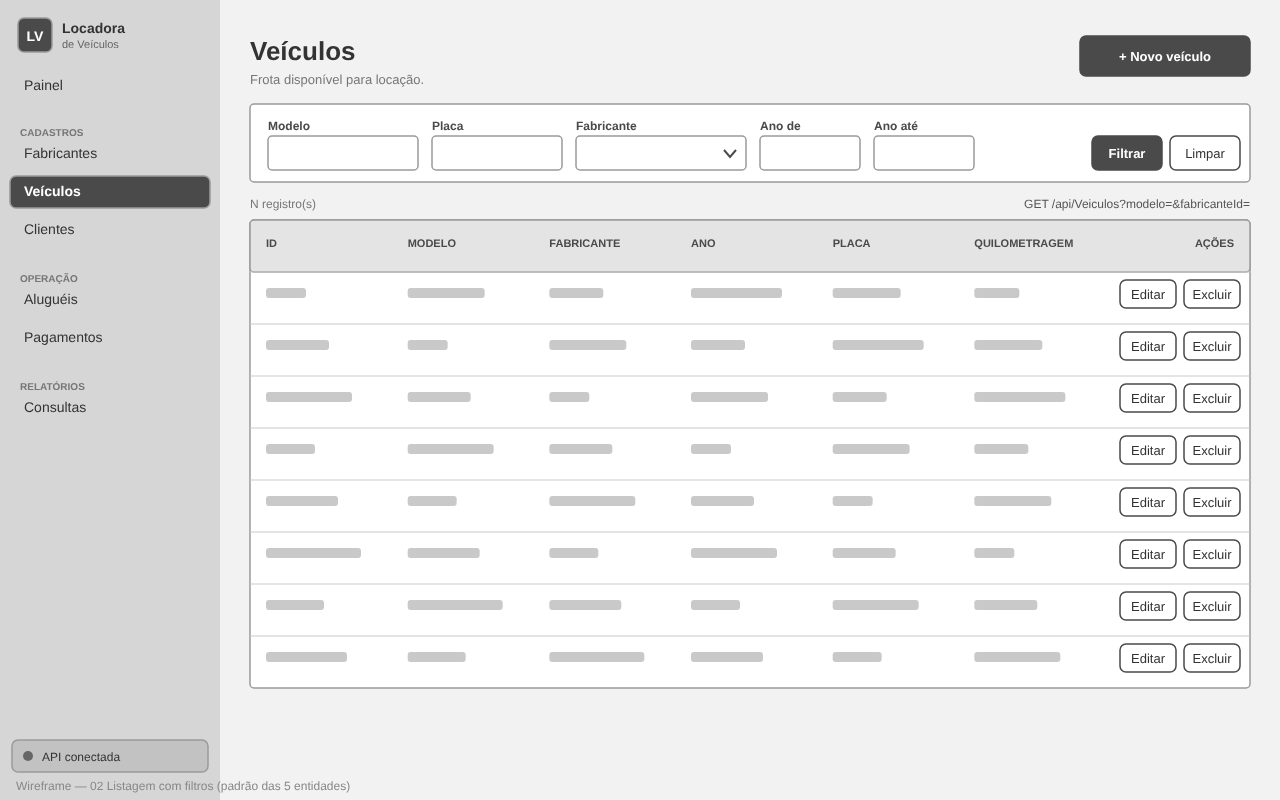 LV
Locadora
de Veículos
Painel
CADASTROS
Fabricantes
Veículos
Clientes
OPERAÇÃO
Aluguéis
Pagamentos
RELATÓRIOS
Consultas
API conectada
Veículos
Frota disponível para locação.
+ Novo veículo
Modelo Placa Fabricante Ano de Ano até
Filtrar Limpar
N registro(s) GET /api/Veiculos?modelo=&fabricanteId=
ID MODELO FABRICANTE ANO PLACA QUILOMETRAGEM AÇÕES
Editar Excluir
Editar Excluir
Editar Excluir
Editar Excluir
Editar Excluir
Editar Excluir
Editar Excluir
Editar Excluir
Wireframe — 02 Listagem com filtros (padrão das 5 entidades)